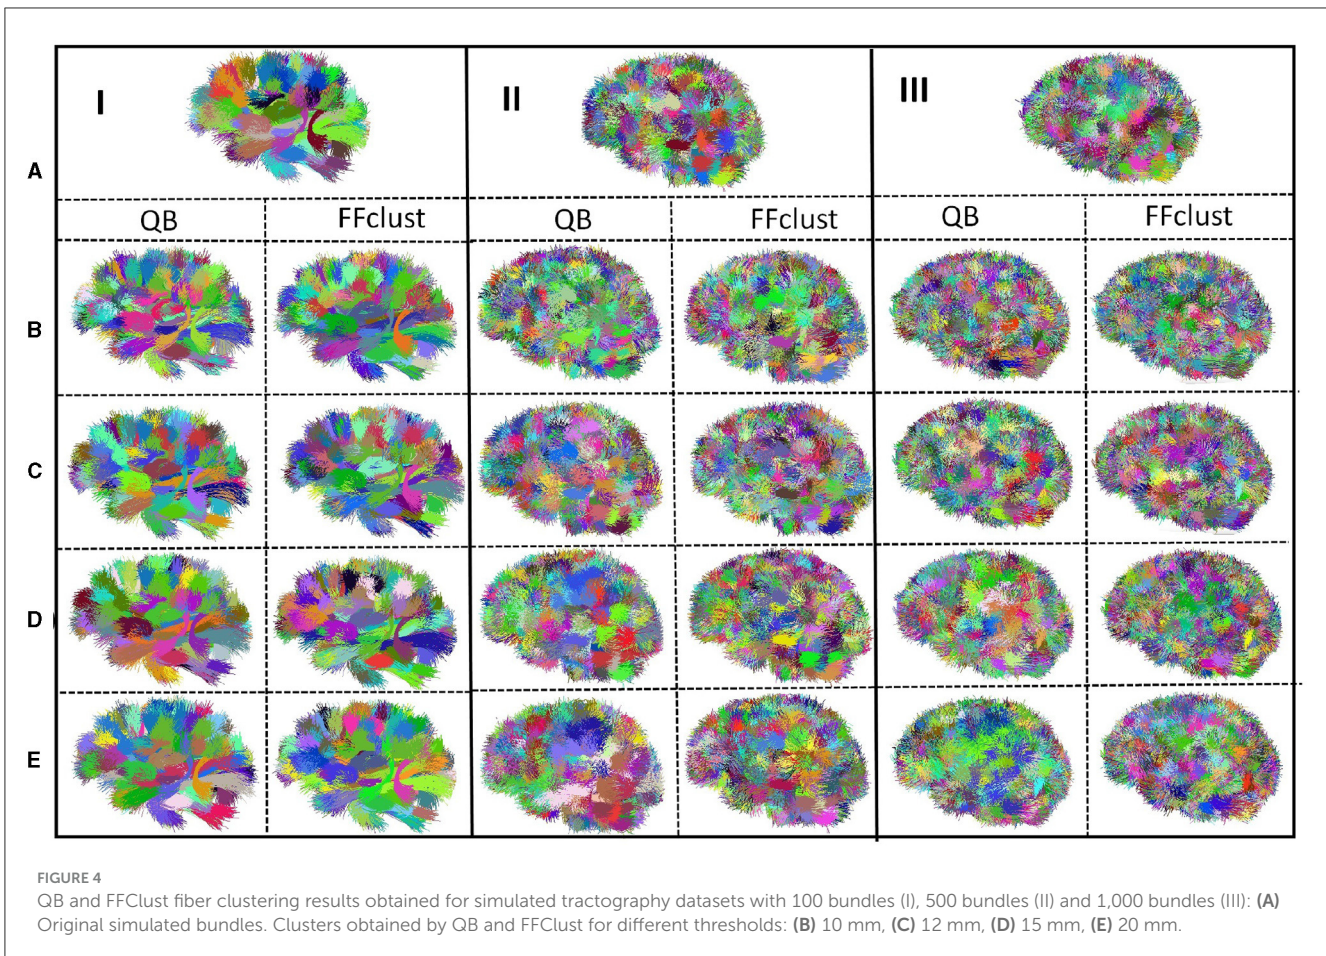 I
II
III
A
QB
FFclust
QB
FFclust
QB
FFclust
B
C
D
E
FIGURE 4
QB and FFClust fiber clustering results obtained for simulated tractography datasets with 100 bundles (I), 500 bundles (II) and 1,000 bundles (III): (A)
Original simulated bundles. Clusters obtained by QB and FFClust for different thresholds: (B) 10 mm, (C) 12 mm, (D) 15 mm, (E) 20 mm.